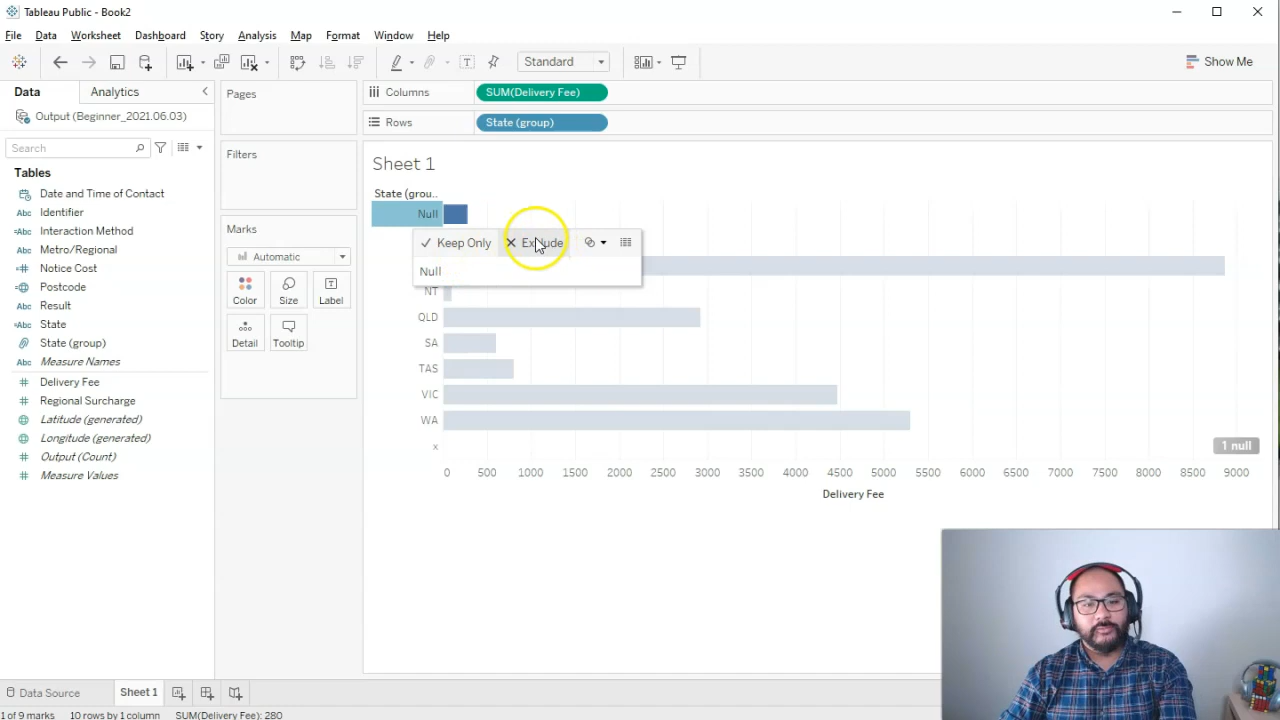 Tableau Public - Book2
File Data Worksheet Dashboard Story Analysis Map Format Window Help
Standard
Show Me
Data Analytics
Output (Beginner_2021.06.03)
Search
Tables
Date and Time of Contact
Abc Identifier
=Abc Interaction Method
Abc Metro/Regional
Notice Cost
Postcode
Abc Result
=Abc State
State (group)
Abc Measure Names
Delivery Fee
Regional Surcharge
Latitude (generated)
Longitude (generated)
Output (Count)
Measure Values
Pages
Filters
Marks
Automatic
Color Size Label
Detail Tooltip
Columns SUM(Delivery Fee)
Rows State (group)
Sheet 1
State (grou..
Null
Keep Only Exclude
Null
NT
QLD
SA
TAS
VIC
WA
x
1 null
0 500 1000 1500 2000 2500 3000 3500 4000 4500 5000 5500 6000 6500 7000 7500 8000 8500 9000
Delivery Fee
Data Source Sheet 1
1 of 9 marks 10 rows by 1 column SUM(Delivery Fee): 280